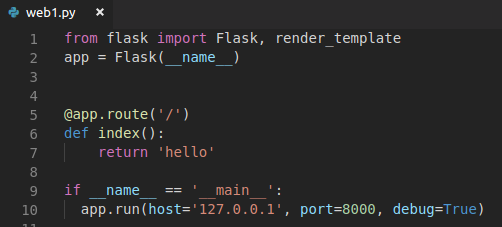 web1.py ×
1 from flask import Flask, render_template
2 app = Flask(__name__)
3
4
5 @app.route('/')
6 def index():
7     return 'hello'
8
9 if __name__ == '__main__':
10   app.run(host='127.0.0.1', port=8000, debug=True)
11